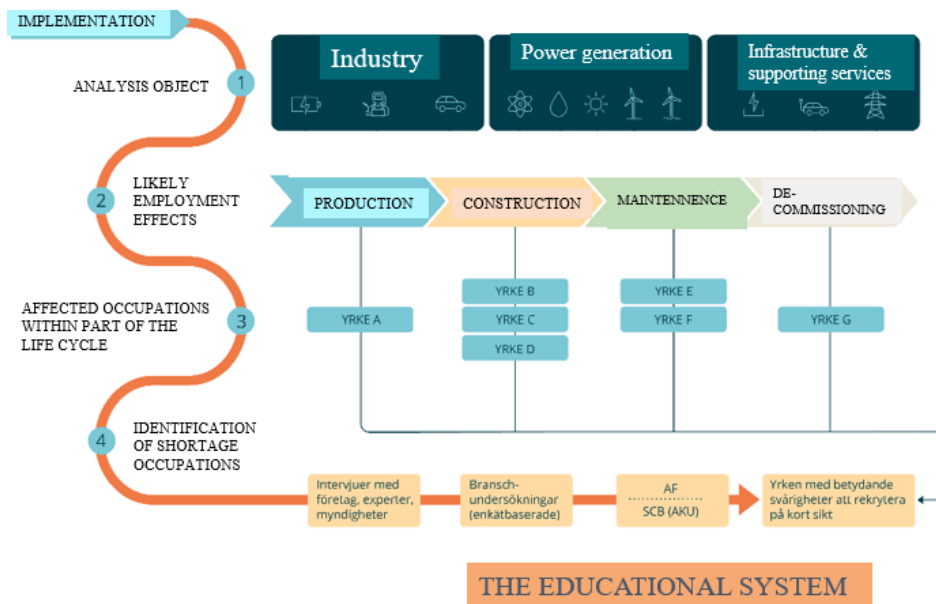 IMPLEMENTATION
ANALYSIS OBJECT
1
Industry
Power generation
Infrastructure &
supporting services
2
LIKELY
EMPLOYMENT
EFFECTS
PRODUCTION
CONSTRUCTION
MAINTENNENCE
DE-
COMMISSIONING
AFFECTED OCCUPATIONS
WITHIN PART OF THE
LIFE CYCLE
3
YRKE A
YRKE B
YRKE C
YRKE D
YRKE E
YRKE F
YRKE G
4
IDENTIFICATION
OF SHORTAGE
OCCUPATIONS
Intervjuer med
företag, experter,
myndigheter
Bransch-
undersökningar
(enkätbaserade)
AF
SCB (AKU)
Yrken med betydande
svårigheter att rekrytera
på kort sikt
THE EDUCATIONAL SYSTEM